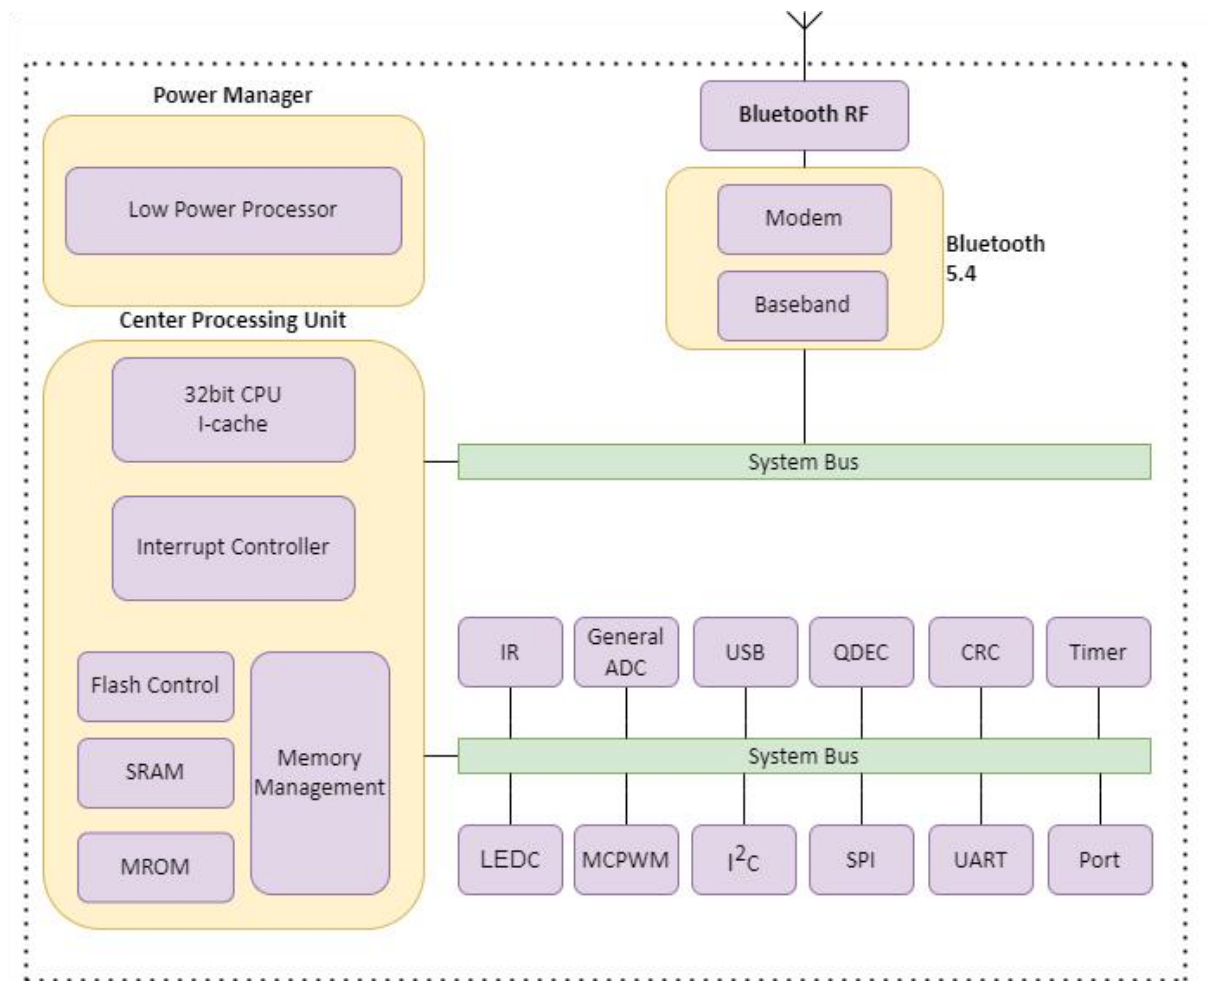 Power Manager
Low Power Processor
Bluetooth RF
Modem
Baseband
Bluetooth
5.4
Center Processing Unit
32bit CPU
I-cache
Interrupt Controller
Flash Control
SRAM
MROM
Memory
Management
System Bus
IR
General
ADC
USB
QDEC
CRC
Timer
System Bus
LEDC
MCPWM
I²C
SPI
UART
Port